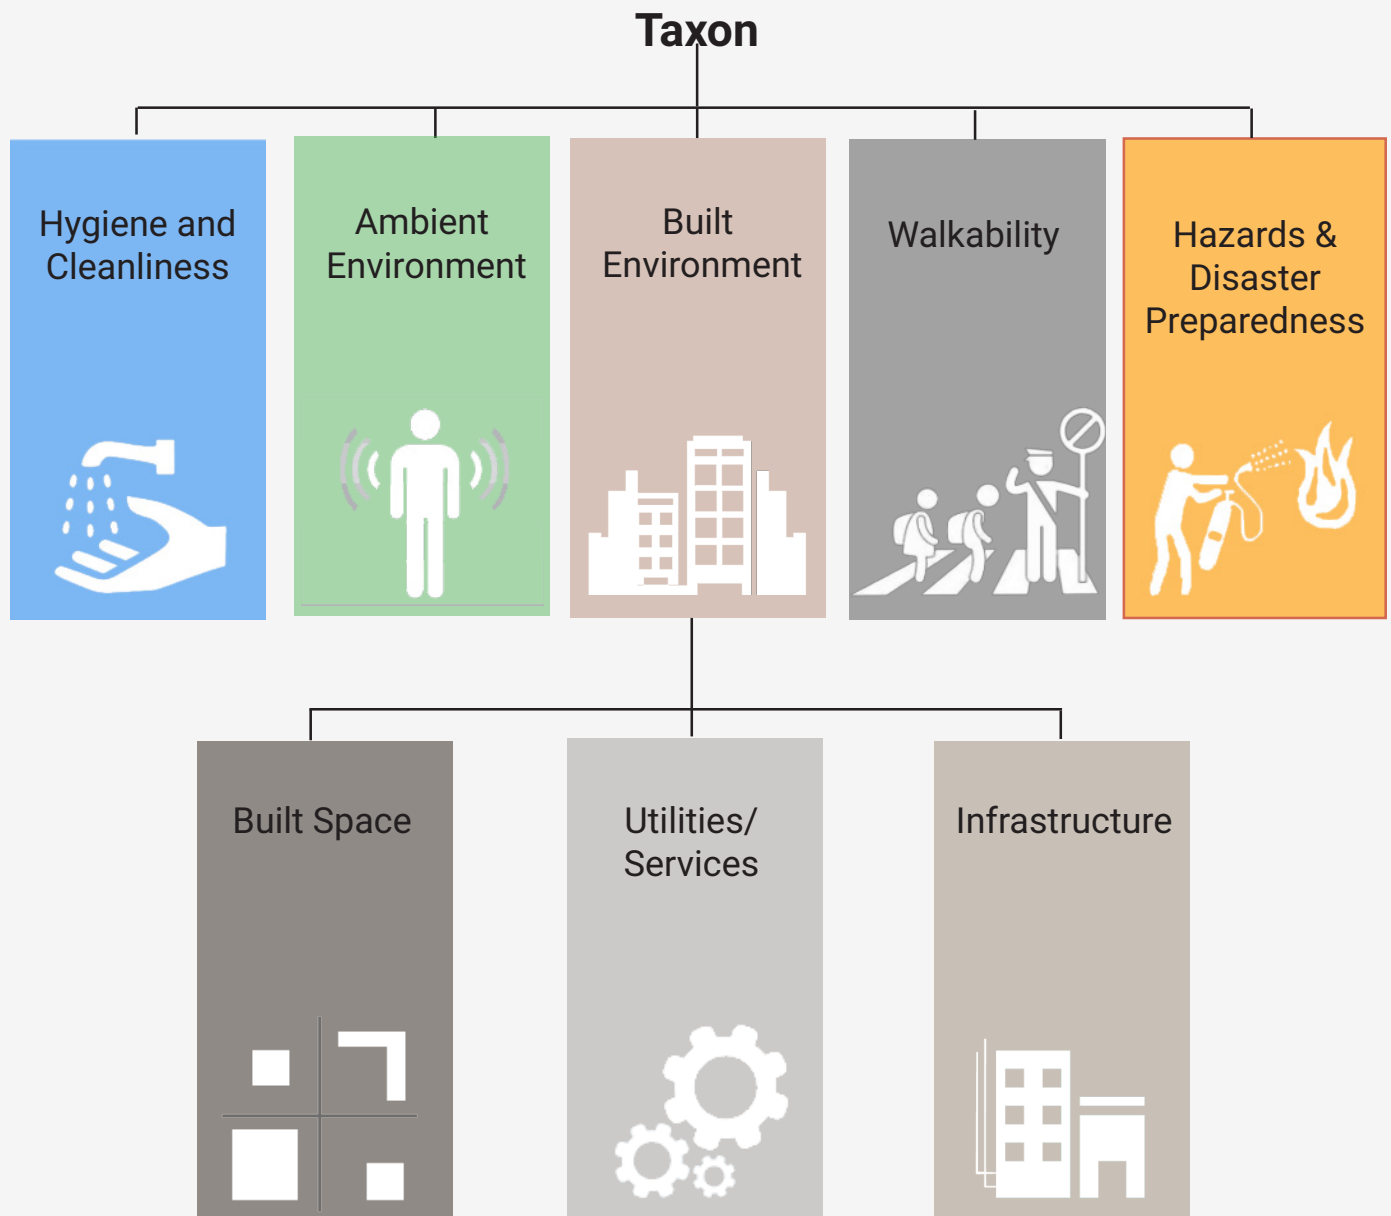 Taxon
Hygiene and
Cleanliness
Ambient
Environment
Built
Environment
Walkability
Hazards &
Disaster
Preparedness
Built Space
Utilities/
Services
Infrastructure